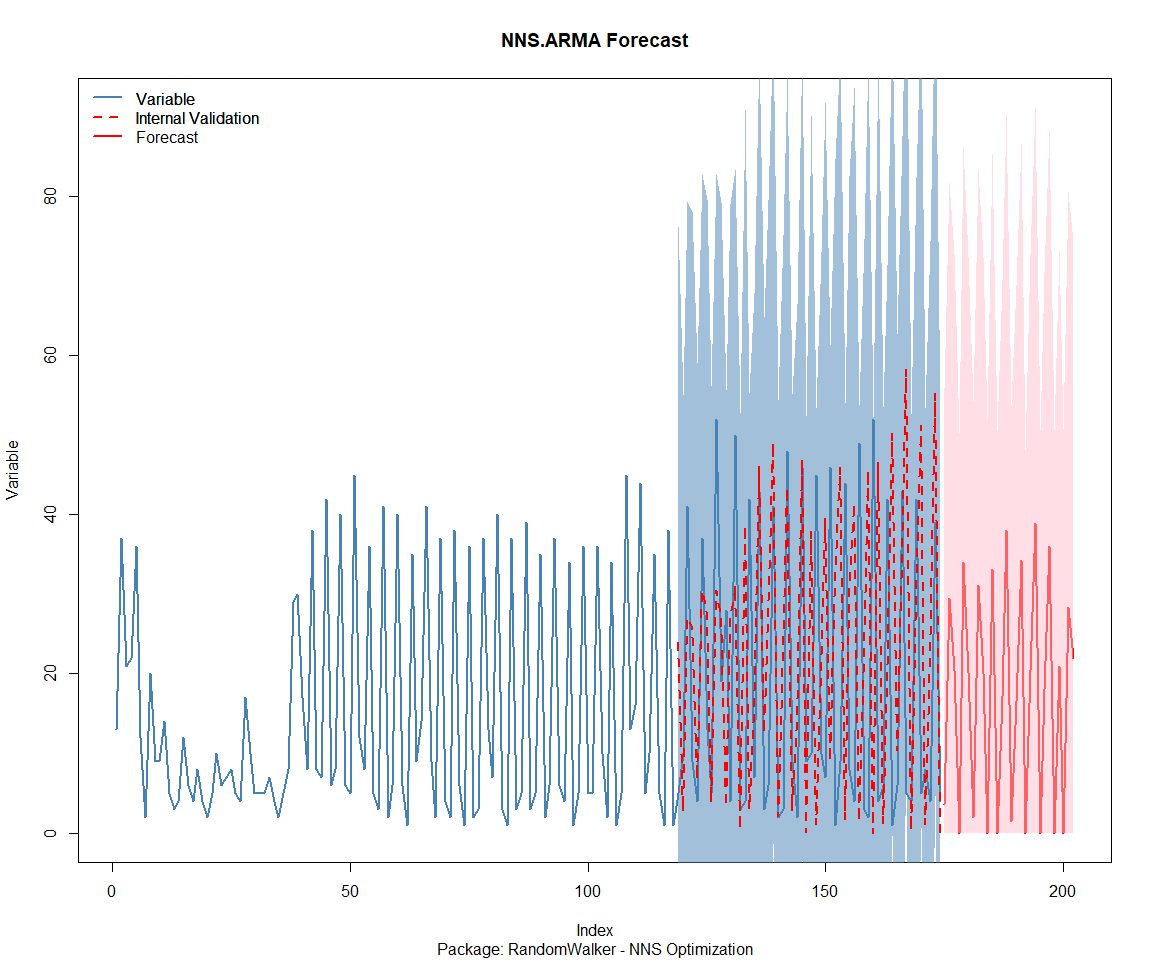 NNS.ARMA Forecast
Variable
Internal Validation
Forecast
Variable
80
60
40
20
0
0 50 100 150 200
Index
Package: RandomWalker - NNS Optimization